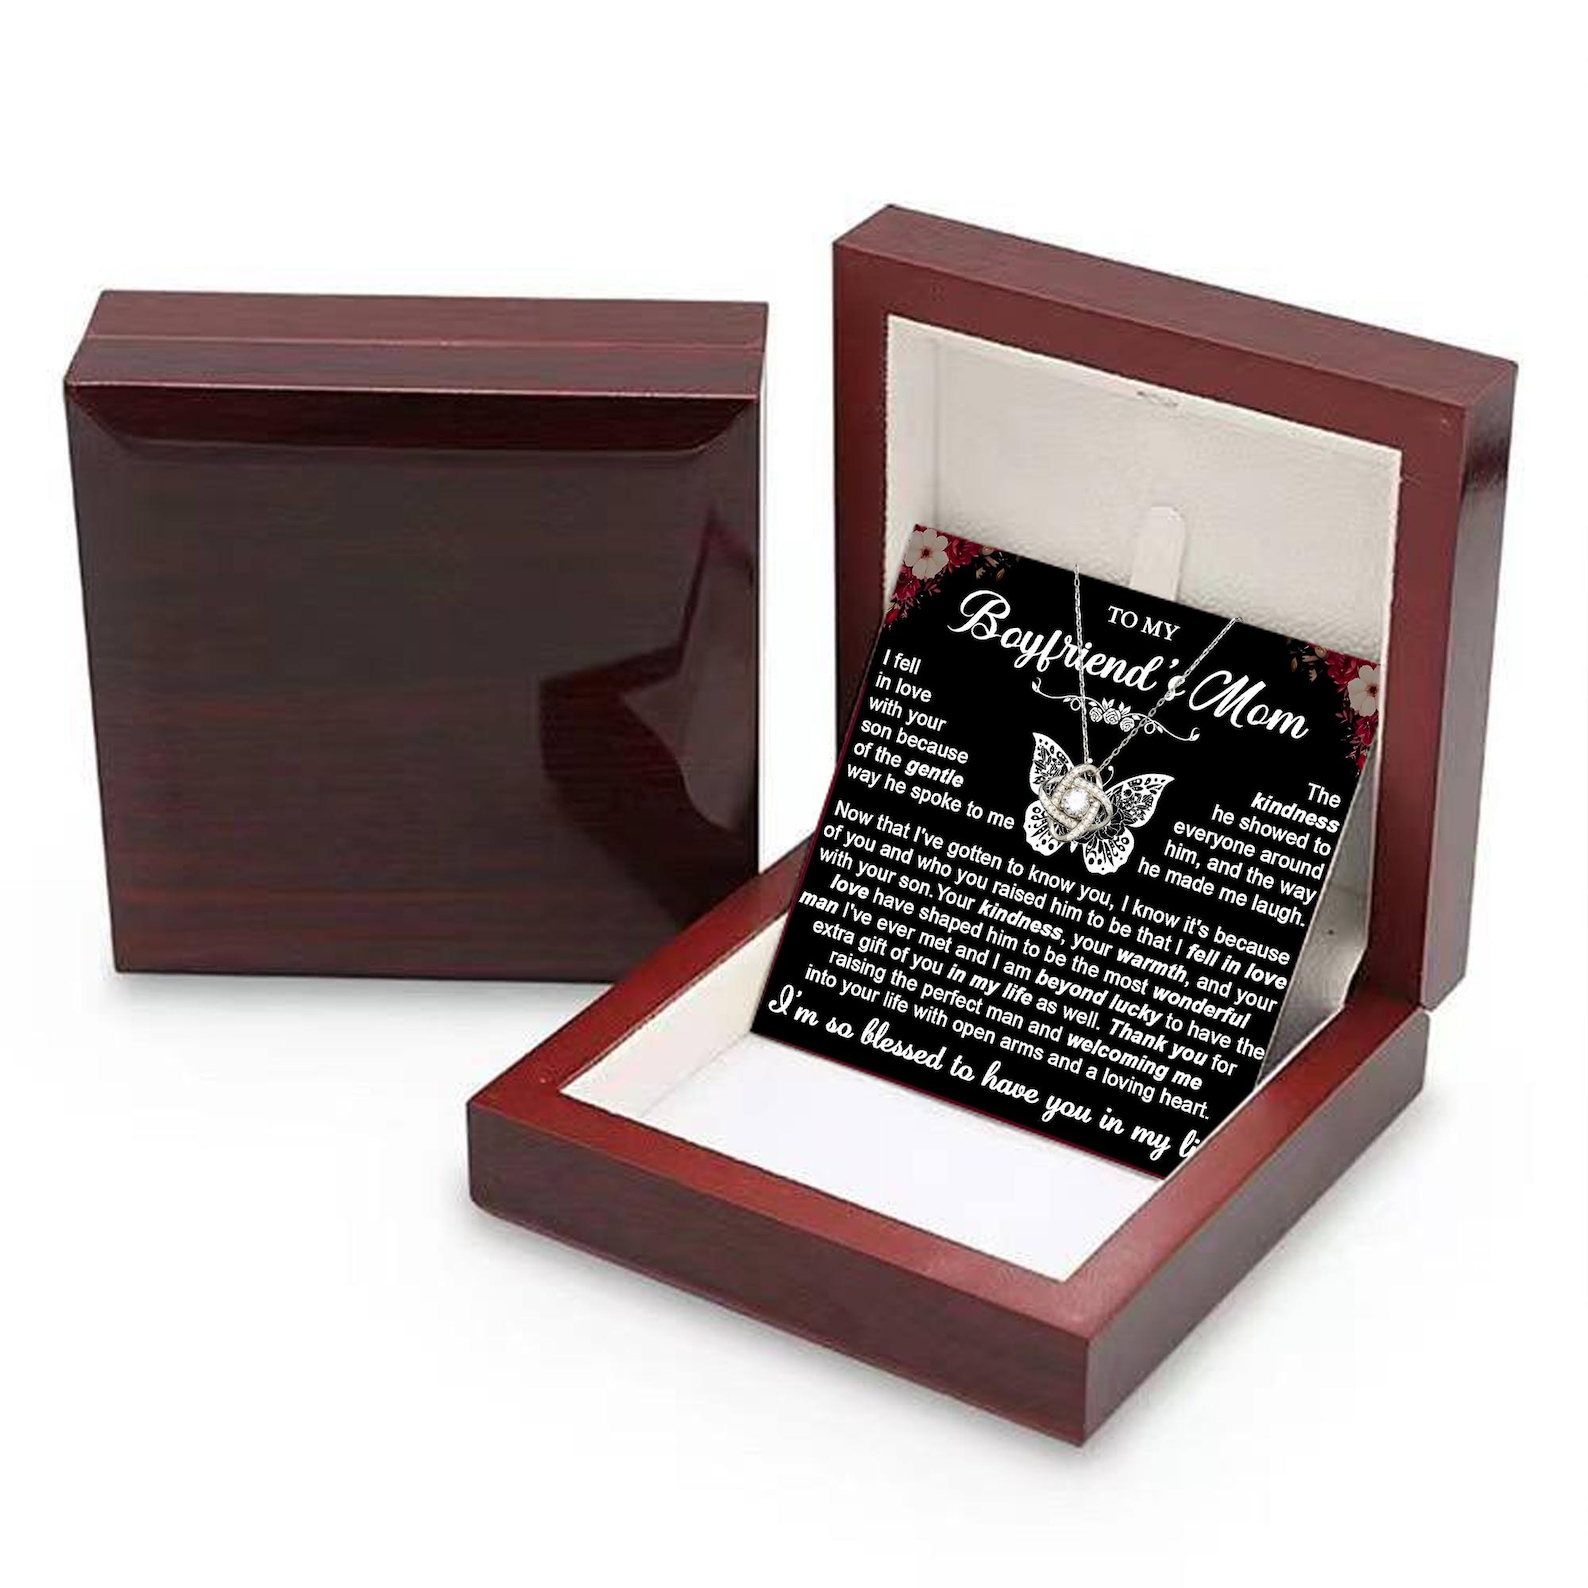 TO MY
Boyfriend's Mom
I fell
in love
with your
son because
of the gentle
way he spoke to me
The
kindness
he showed to
everyone around
him, and the way
he made me laugh.
Now that I've gotten to know you, I know it's because
of you and who you raised him to be that I fell in love
with your son.Your kindness, your warmth, and your
love have shaped him to be the most wonderful
man I've ever met and I am beyond lucky to have the
extra gift of you in my life as well. Thank you for
raising the perfect man and welcoming me
into your life with open arms and a loving heart.
I'm so blessed to have you in my